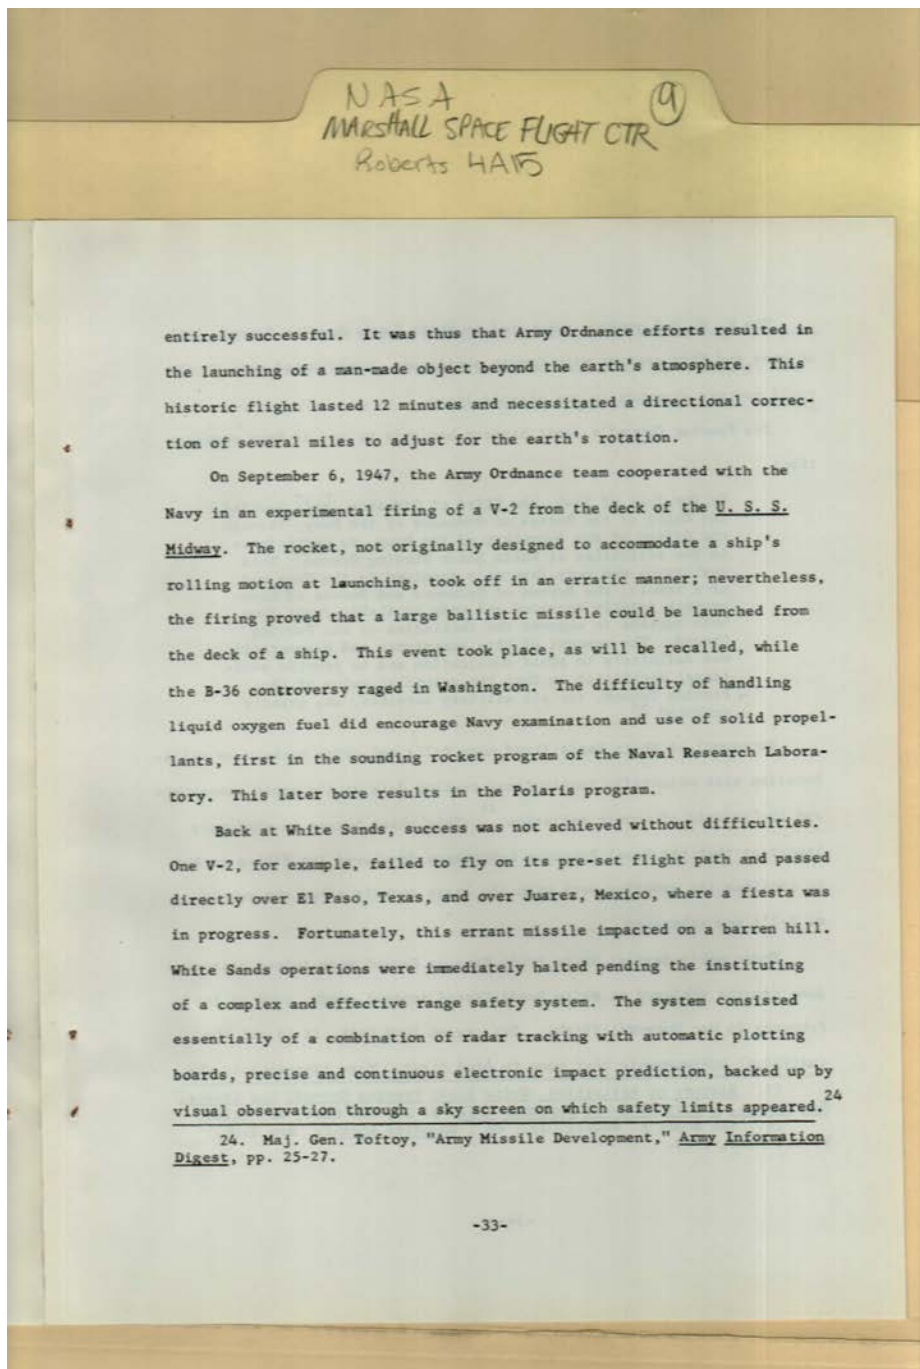 NASA
9
MARSHALL SPACE FLIGHT CTR
Roberts 4A15
entirely successful. It was thus that Army Ordnance efforts resulted in
the launching of a man-made object beyond the earth's atmosphere. This
historic flight lasted 12 minutes and necessitated a directional correc-
tion of several miles to adjust for the earth's rotation.
On September 6, 1947, the Army Ordnance team cooperated with the
Navy in an experimental firing of a V-2 from the deck of the U. S. S.
Midway. The rocket, not originally designed to accommodate a ship's
rolling motion at launching, took off in an erratic manner; nevertheless,
the firing proved that a large ballistic missile could be launched from
the deck of a ship. This event took place, as will be recalled, while
the B-36 controversy raged in Washington. The difficulty of handling
liquid oxygen fuel did encourage Navy examination and use of solid propel-
lants, first in the sounding rocket program of the Naval Research Labora-
tory. This later bore results in the Polaris program.
Back at White Sands, success was not achieved without difficulties.
One V-2, for example, failed to fly on its pre-set flight path and passed
directly over El Paso, Texas, and over Juarez, Mexico, where a fiesta was
in progress. Fortunately, this errant missile impacted on a barren hill.
White Sands operations were immediately halted pending the instituting
of a complex and effective range safety system. The system consisted
essentially of a combination of radar tracking with automatic plotting
boards, precise and continuous electronic impact prediction, backed up by
visual observation through a sky screen on which safety limits appeared.24
24. Maj. Gen. Toftoy, "Army Missile Development," Army Information
Digest, pp. 25-27.
-33-